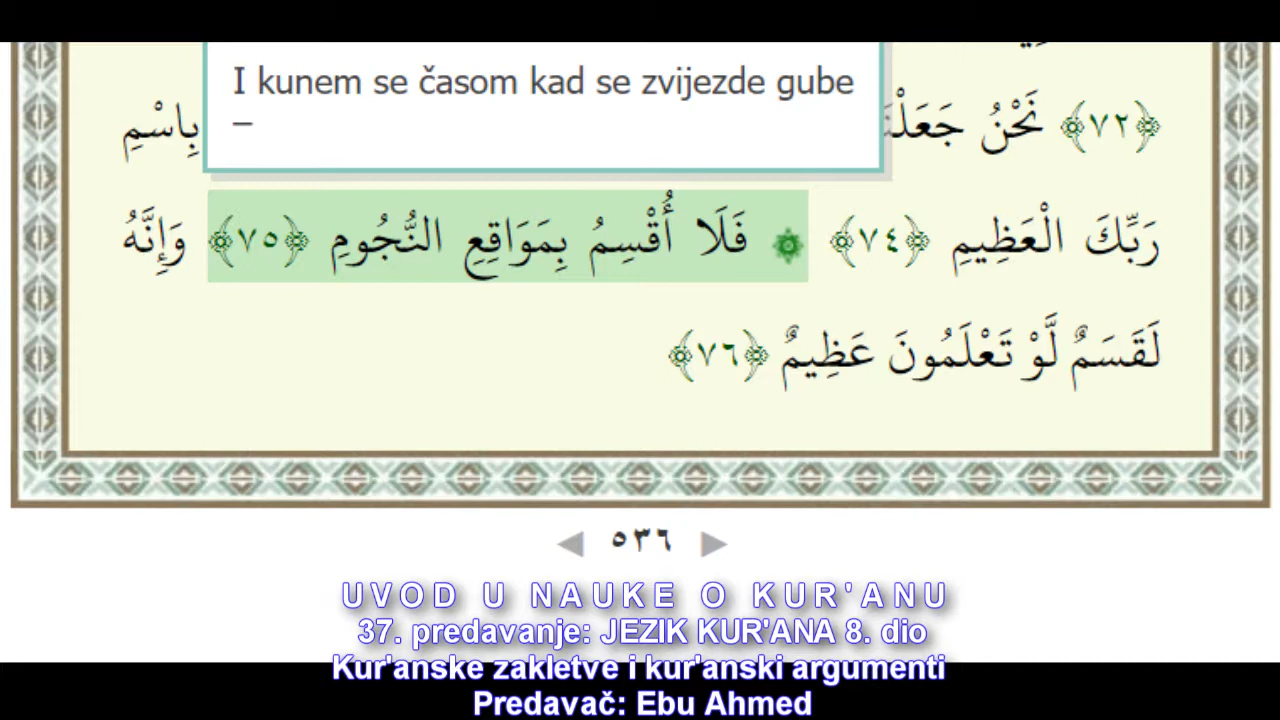 I kunem se časom kad se zvijezde gube
–
﴿٧٢﴾ نَحْنُ بِاسْمِ
رَبِّكَ الْعَظِيمِ ﴿٧٤﴾ ۞ فَلَا أُقْسِمُ بِمَوَاقِعِ النُّجُومِ ﴿٧٥﴾ وَإِنَّهُ
لَقَسَمٌ لَّوْ تَعْلَمُونَ عَظِيمٌ ﴿٧٦﴾
٥٣٦
UVOD U NAUKE O KUR'ANU
37. predavanje: JEZIK KUR'ANA 8. dio
Kur'anske zakletve i kur'anski argumenti
Predavač: Ebu Ahmed